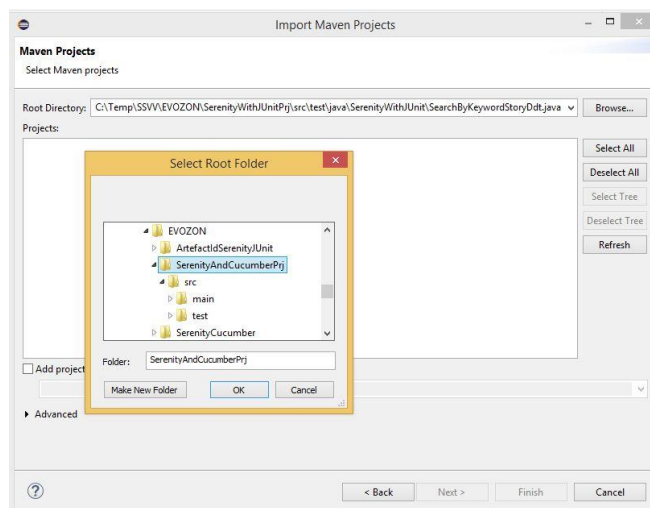 Import Maven Projects
Maven Projects
Select Maven projects
Root Directory: C:\Temp\SSVV\EVOZON\SerenityWithJUnitPrj\src\test\java\SerenityWithJUnit\SearchByKeywordStoryDdt.java Browse...
Projects:
Select All
Deselect All
Select Tree
Deselect Tree
Refresh
Select Root Folder
EVOZON
ArtefactIdSerenityJUnit
SerenityAndCucumberPrj
src
main
test
SerenityCucumber
Folder: SerenityAndCucumberPrj
Make New Folder OK Cancel
Add project
Advanced
? < Back Next > Finish Cancel